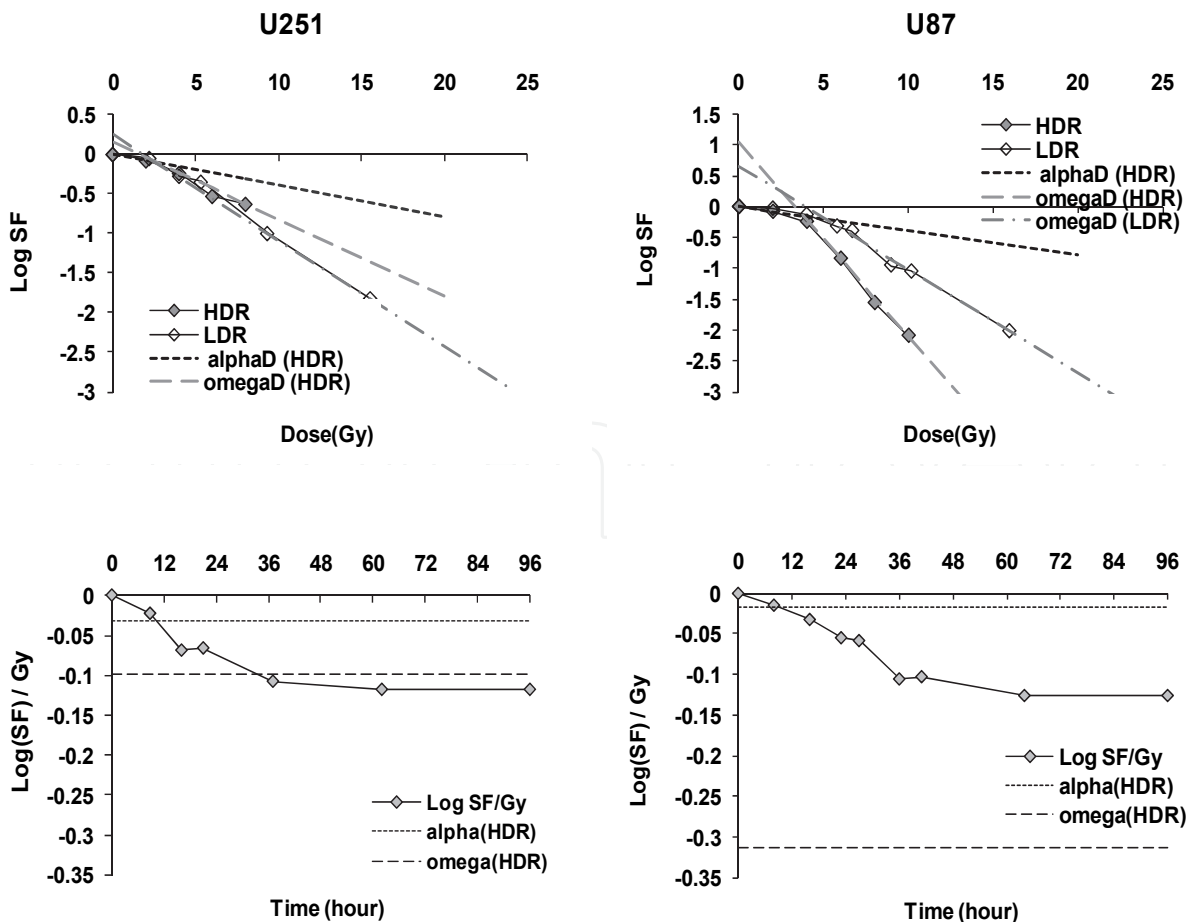 U251
0 5 10 15 20 25
0.5
0
-0.5
-1
-1.5
-2
-2.5
-3
Log SF
HDR
LDR
alphaD (HDR)
omegaD (HDR)
Dose(Gy)
U87
0 5 10 15 20 25
1.5
1
0.5
0
-0.5
-1
-1.5
-2
-2.5
-3
Log SF
HDR
LDR
alphaD (HDR)
omegaD (HDR)
omegaD (LDR)
Dose(Gy)
0 12 24 36 48 60 72 84 96
0
-0.05
-0.1
-0.15
-0.2
-0.25
-0.3
-0.35
Log(SF) / Gy
Log SF/Gy
alpha(HDR)
omega(HDR)
Time (hour)
0 12 24 36 48 60 72 84 96
0
-0.05
-0.1
-0.15
-0.2
-0.25
-0.3
-0.35
Log(SF) / Gy
Log SF/Gy
alpha(HDR)
omega(HDR)
Time (hour)